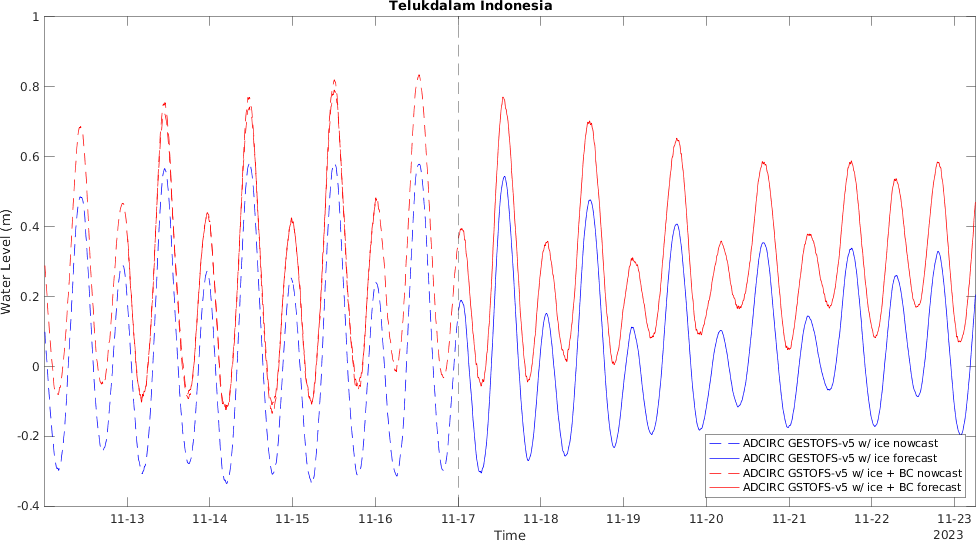 Telukdalam Indonesia
Water Level (m)
1
0.8
0.6
0.4
0.2
0
-0.2
-0.4
ADCIRC GESTOFS-v5 w/ ice nowcast
ADCIRC GESTOFS-v5 w/ ice forecast
ADCIRC GSTOFS-v5 w/ ice + BC nowcast
ADCIRC GSTOFS-v5 w/ ice + BC forecast
11-13 11-14 11-15 11-16 11-17 11-18 11-19 11-20 11-21 11-22 11-23
2023
Time